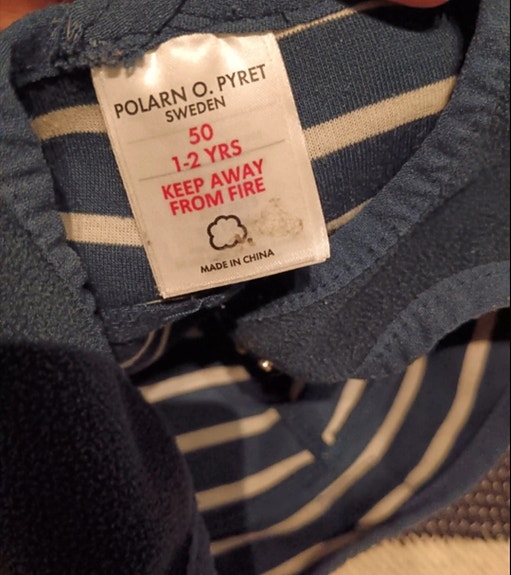 POLARN O. PYRET
SWEDEN
50
1-2 YRS
KEEP AWAY
FROM FIRE
MADE IN CHINA